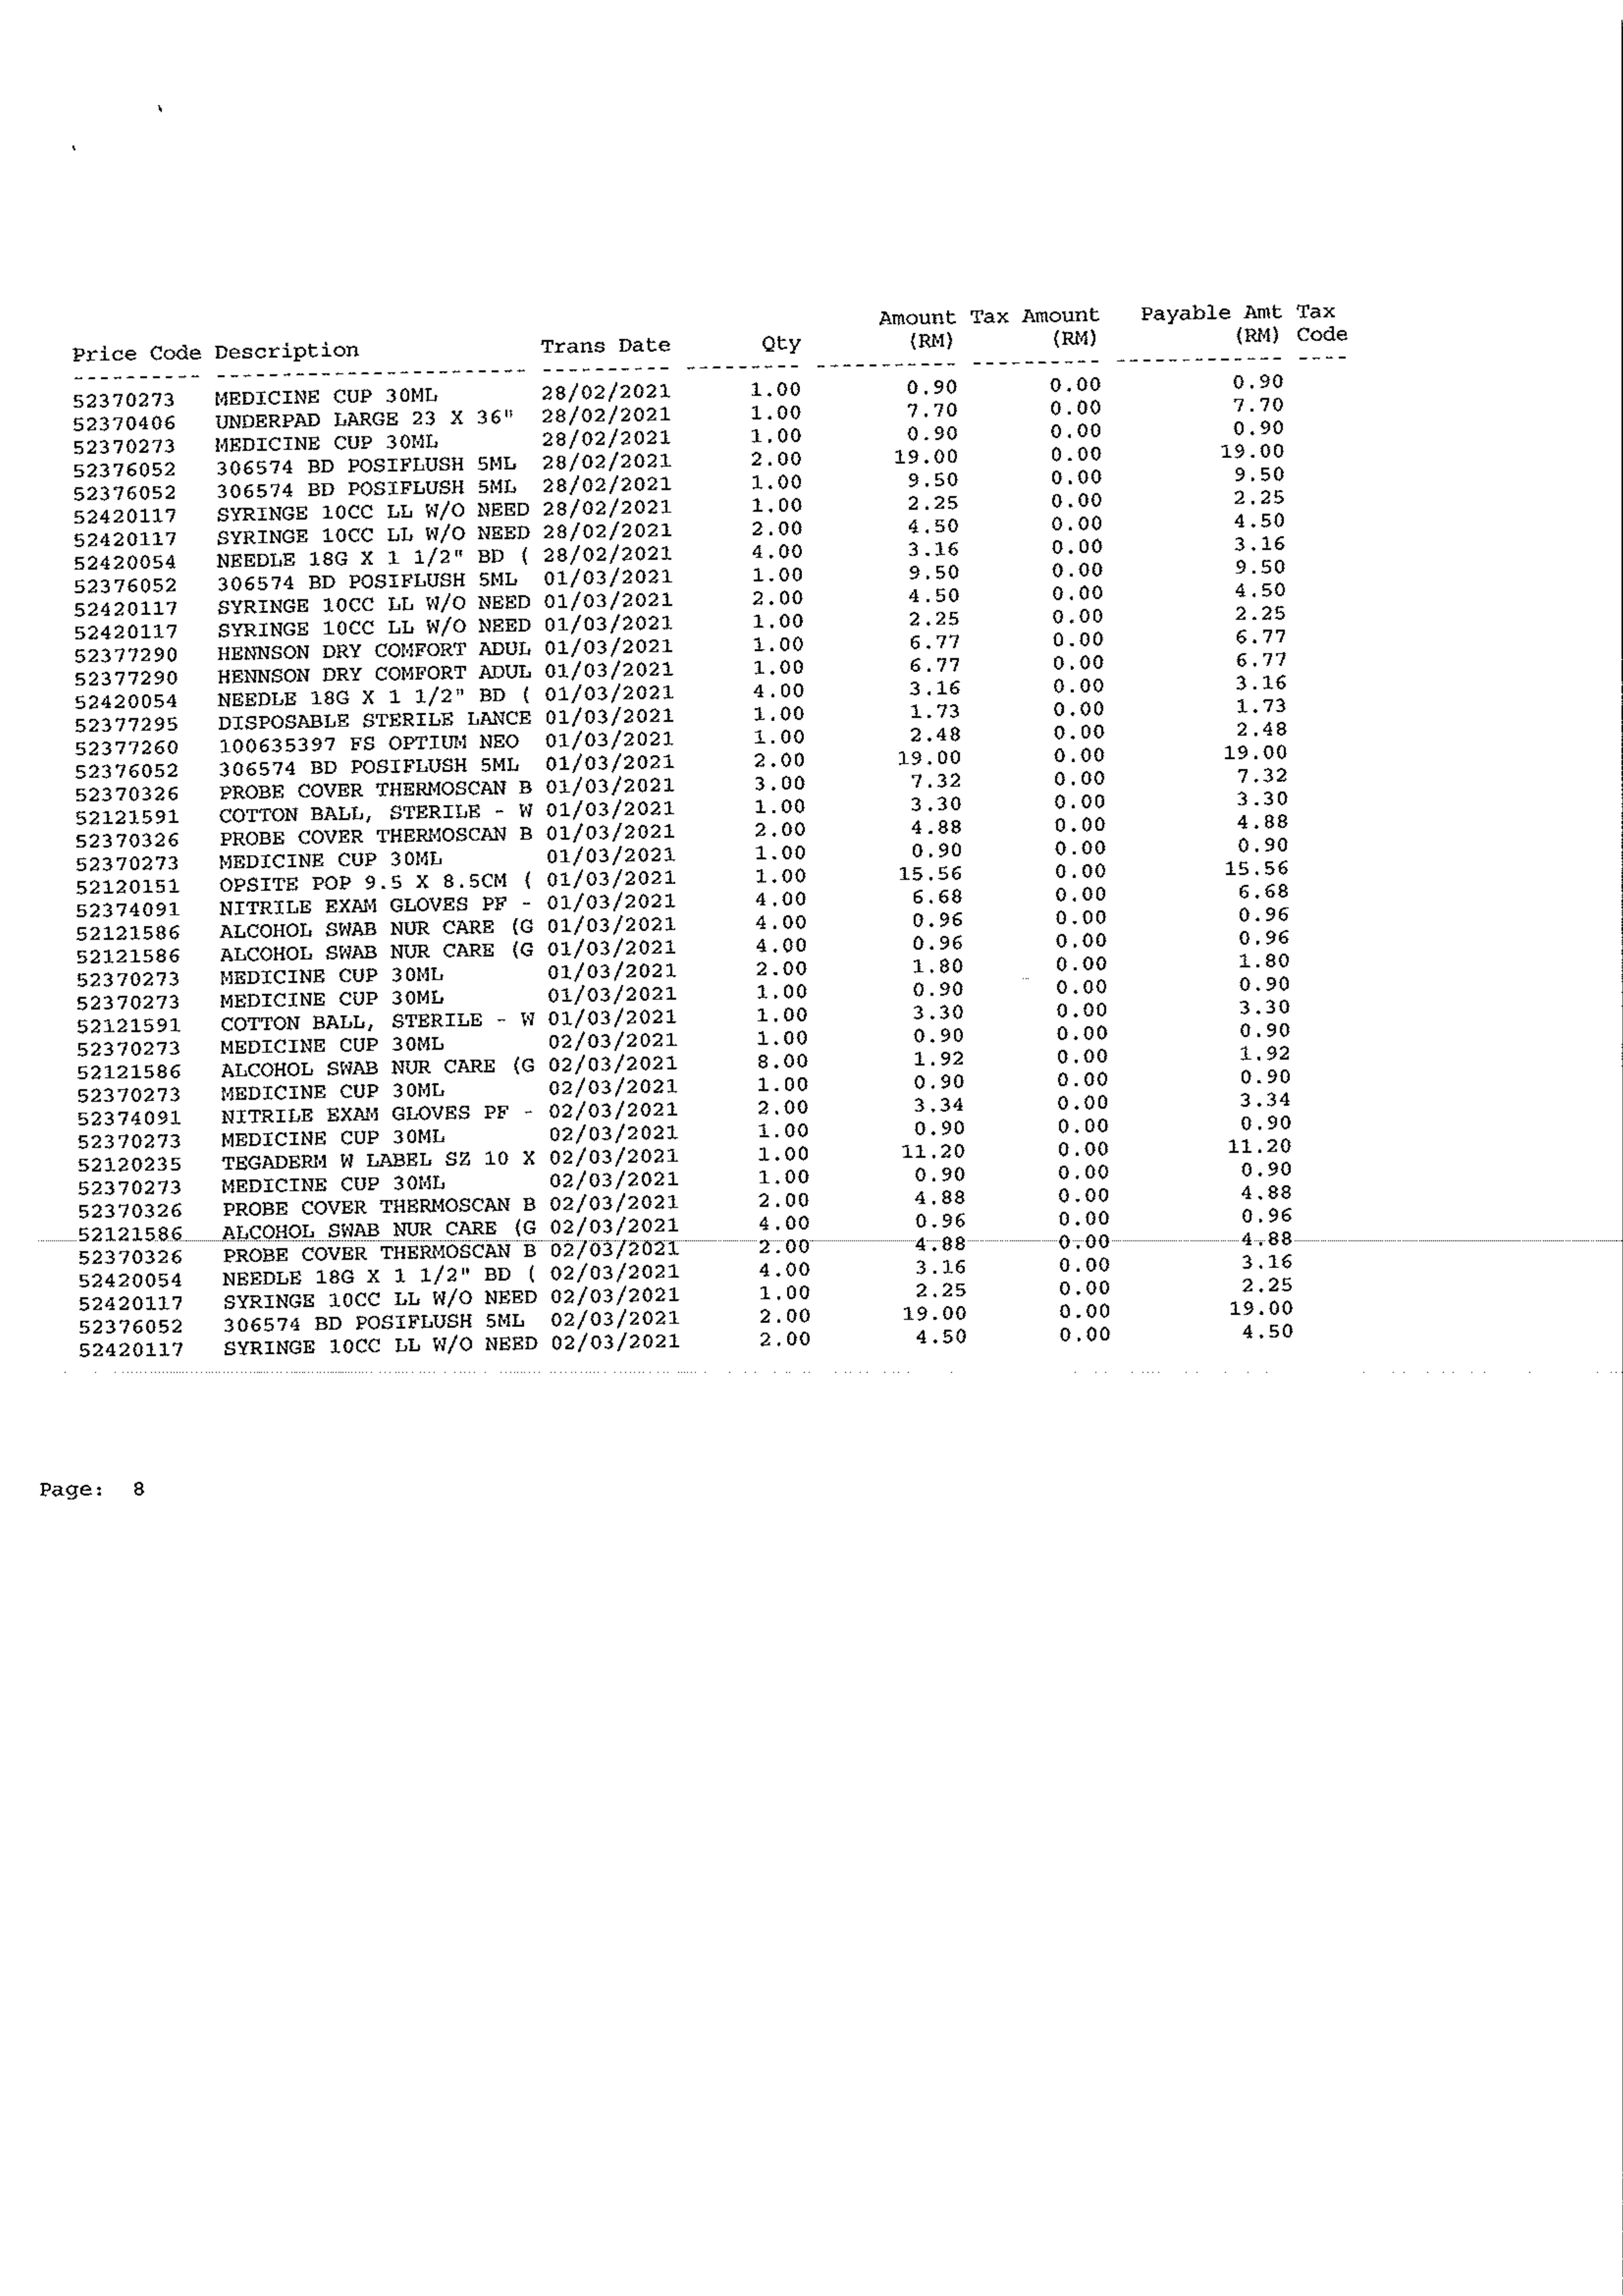 Amount Tax Amount Payable Amt Tax
Price Code Description Trans Date Qty (RM) (RM) (RM) Code
52370273 MEDICINE CUP 30ML 28/02/2021 1.00 0.90 0.00 0.90
52370406 UNDERPAD LARGE 23 X 36" 28/02/2021 1.00 7.70 0.00 7.70
52370273 MEDICINE CUP 30ML 28/02/2021 1.00 0.90 0.00 0.90
52376052 306574 BD POSIFLUSH 5ML 28/02/2021 2.00 19.00 0.00 19.00
52376052 306574 BD POSIFLUSH 5ML 28/02/2021 1.00 9.50 0.00 9.50
52420117 SYRINGE 10CC LL W/O NEED 28/02/2021 1.00 2.25 0.00 2.25
52420117 SYRINGE 10CC LL W/O NEED 28/02/2021 2.00 4.50 0.00 4.50
52420054 NEEDLE 18G X 1 1/2" BD ( 28/02/2021 4.00 3.16 0.00 3.16
52376052 306574 BD POSIFLUSH 5ML 01/03/2021 1.00 9.50 0.00 9.50
52420117 SYRINGE 10CC LL W/O NEED 01/03/2021 2.00 4.50 0.00 4.50
52420117 SYRINGE 10CC LL W/O NEED 01/03/2021 1.00 2.25 0.00 2.25
52377290 HENNSON DRY COMFORT ADUL 01/03/2021 1.00 6.77 0.00 6.77
52377290 HENNSON DRY COMFORT ADUL 01/03/2021 1.00 6.77 0.00 6.77
52420054 NEEDLE 18G X 1 1/2" BD ( 01/03/2021 4.00 3.16 0.00 3.16
52377295 DISPOSABLE STERILE LANCE 01/03/2021 1.00 1.73 0.00 1.73
52377260 100635397 FS OPTIUM NEO 01/03/2021 1.00 2.48 0.00 2.48
52376052 306574 BD POSIFLUSH 5ML 01/03/2021 2.00 19.00 0.00 19.00
52370326 PROBE COVER THERMOSCAN B 01/03/2021 3.00 7.32 0.00 7.32
52121591 COTTON BALL, STERILE - W 01/03/2021 1.00 3.30 0.00 3.30
52370326 PROBE COVER THERMOSCAN B 01/03/2021 2.00 4.88 0.00 4.88
52370273 MEDICINE CUP 30ML 01/03/2021 1.00 0.90 0.00 0.90
52120151 OPSITE POP 9.5 X 8.5CM ( 01/03/2021 1.00 15.56 0.00 15.56
52374091 NITRILE EXAM GLOVES PF - 01/03/2021 4.00 6.68 0.00 6.68
52121586 ALCOHOL SWAB NUR CARE (G 01/03/2021 4.00 0.96 0.00 0.96
52121586 ALCOHOL SWAB NUR CARE (G 01/03/2021 4.00 0.96 0.00 0.96
52370273 MEDICINE CUP 30ML 01/03/2021 2.00 1.80 0.00 1.80
52370273 MEDICINE CUP 30ML 01/03/2021 1.00 0.90 0.00 0.90
52121591 COTTON BALL, STERILE - W 01/03/2021 1.00 3.30 0.00 3.30
52370273 MEDICINE CUP 30ML 02/03/2021 1.00 0.90 0.00 0.90
52121586 ALCOHOL SWAB NUR CARE (G 02/03/2021 8.00 1.92 0.00 1.92
52370273 MEDICINE CUP 30ML 02/03/2021 1.00 0.90 0.00 0.90
52374091 NITRILE EXAM GLOVES PF - 02/03/2021 2.00 3.34 0.00 3.34
52370273 MEDICINE CUP 30ML 02/03/2021 1.00 0.90 0.00 0.90
52120235 TEGADERM W LABEL SZ 10 X 02/03/2021 1.00 11.20 0.00 11.20
52370273 MEDICINE CUP 30ML 02/03/2021 1.00 0.90 0.00 0.90
52370326 PROBE COVER THERMOSCAN B 02/03/2021 2.00 4.88 0.00 4.88
52121586 ALCOHOL SWAB NUR CARE (G 02/03/2021 4.00 0.96 0.00 0.96
52370326 PROBE COVER THERMOSCAN B 02/03/2021 2.00 4.88 0.00 4.88
52420054 NEEDLE 18G X 1 1/2" BD ( 02/03/2021 4.00 3.16 0.00 3.16
52420117 SYRINGE 10CC LL W/O NEED 02/03/2021 1.00 2.25 0.00 2.25
52376052 306574 BD POSIFLUSH 5ML 02/03/2021 2.00 19.00 0.00 19.00
52420117 SYRINGE 10CC LL W/O NEED 02/03/2021 2.00 4.50 0.00 4.50
Page: 8